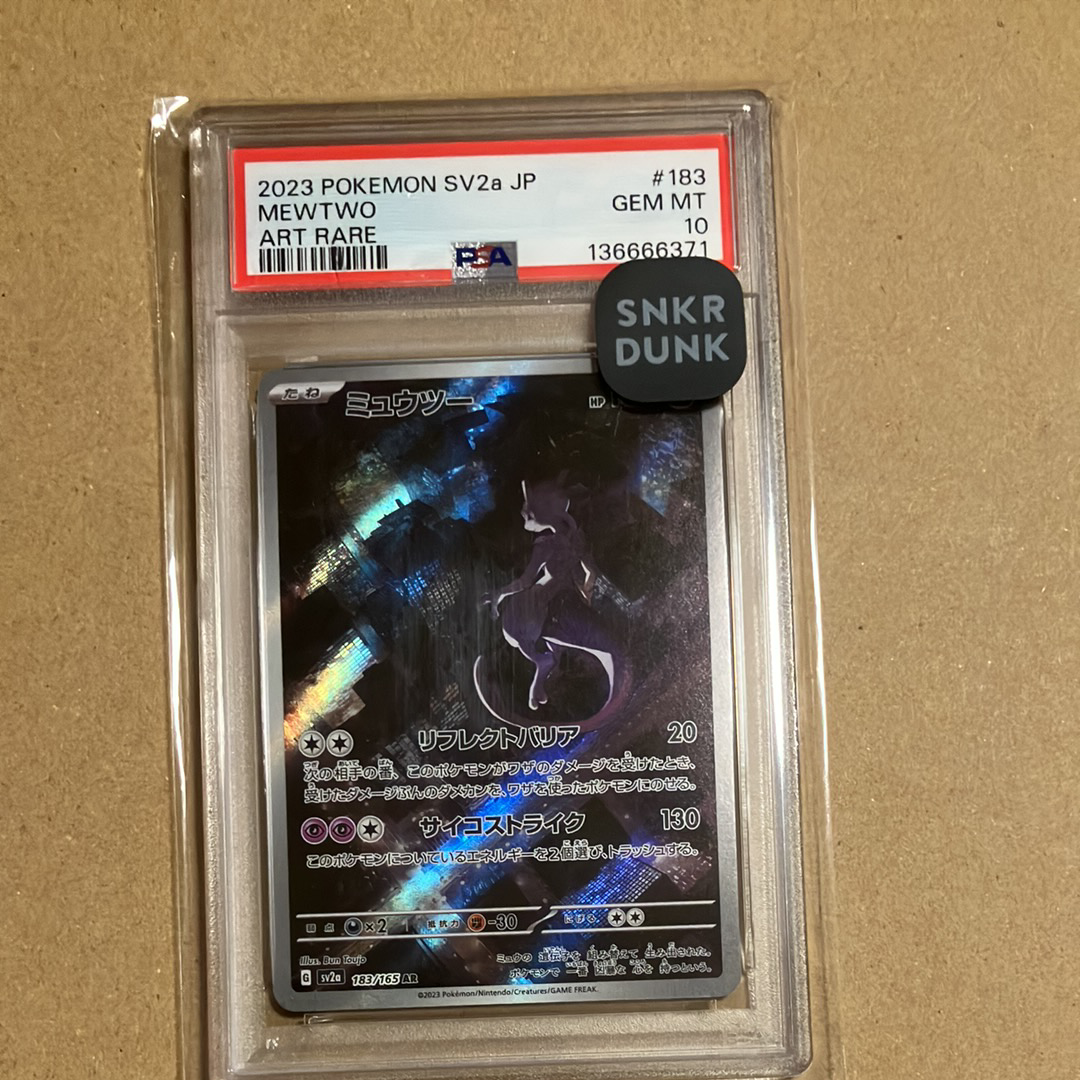 2023 POKEMON SV2a JP #183
MEWTWO GEM MT
ART RARE 10
PSA 136666371
SNKR
DUNK
たね ミュウツー HP
リフレクトバリア 20
次の相手の番、このポケモンがワザのダメージを受けたとき、
受けたダメージぶんのダメカンを、ワザを使ったポケモンにのせる。
サイコストライク 130
このポケモンについているエネルギーを2個選び、トラッシュする。
弱点 ×2 抵抗力 -30 にげる
ミュウの 遺伝子を 組み替えて 生み出された。
Illus. Bun Toujo
ポケモンで 一番 凶暴な 心を 持つという。
G sv2a 183/165 AR
©2023 Pokémon/Nintendo/Creatures/GAME FREAK.